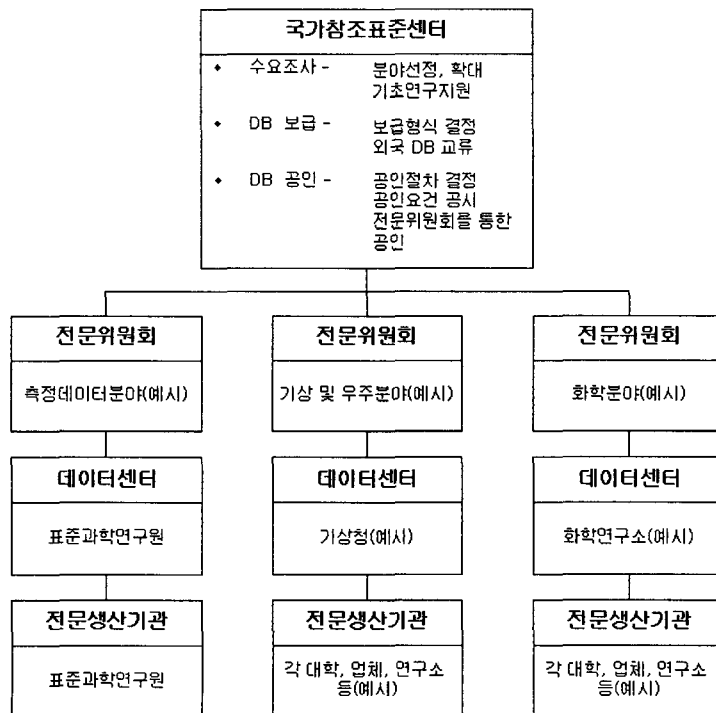 국가참조표준센터
◆ 수요조사 - 분야선정, 확대
기초연구지원
◆ DB 보급 - 보급형식 결정
외국 DB 교류
◆ DB 공인 - 공인절차 결정
공인요건 공시
전문위원회를 통한
공인
전문위원회
측정데이터분야(예시)
전문위원회
기상 및 우주분야(예시)
전문위원회
화학분야(예시)
데이터센터
표준과학연구원
데이터센터
기상청(예시)
데이터센터
화학연구소(예시)
전문생산기관
표준과학연구원
전문생산기관
각 대학, 업체, 연구소
등(예시)
전문생산기관
각 대학, 업체, 연구소
등(예시)